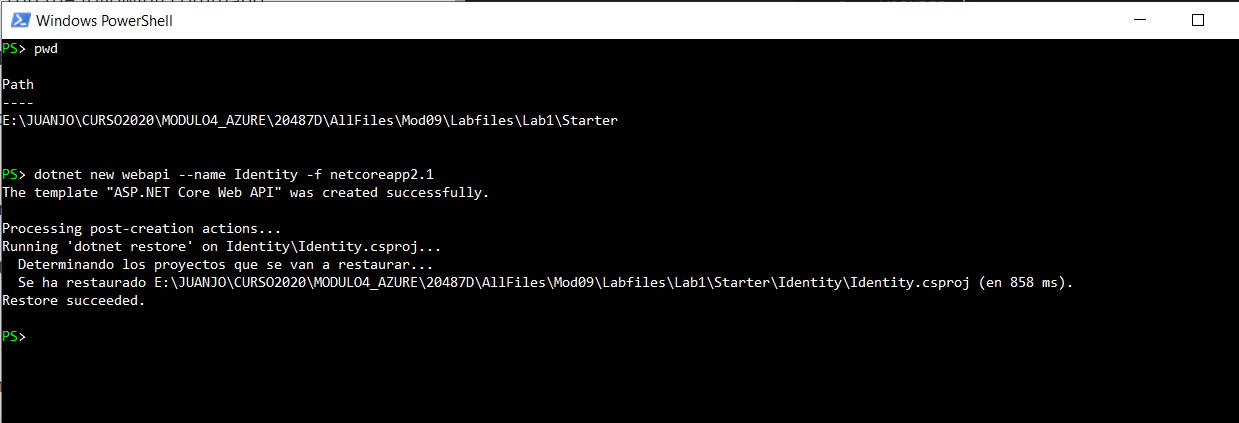 Windows PowerShell
PS> pwd
Path
----
E:\JUANJO\CURSO2020\MODULO4_AZURE\20487D\AllFiles\Mod09\Labfiles\Lab1\Starter
PS> dotnet new webapi --name Identity -f netcoreapp2.1
The template "ASP.NET Core Web API" was created successfully.
Processing post-creation actions...
Running 'dotnet restore' on Identity\Identity.csproj...
  Determinando los proyectos que se van a restaurar...
  Se ha restaurado E:\JUANJO\CURSO2020\MODULO4_AZURE\20487D\AllFiles\Mod09\Labfiles\Lab1\Starter\Identity\Identity.csproj (en 858 ms).
Restore succeeded.
PS>